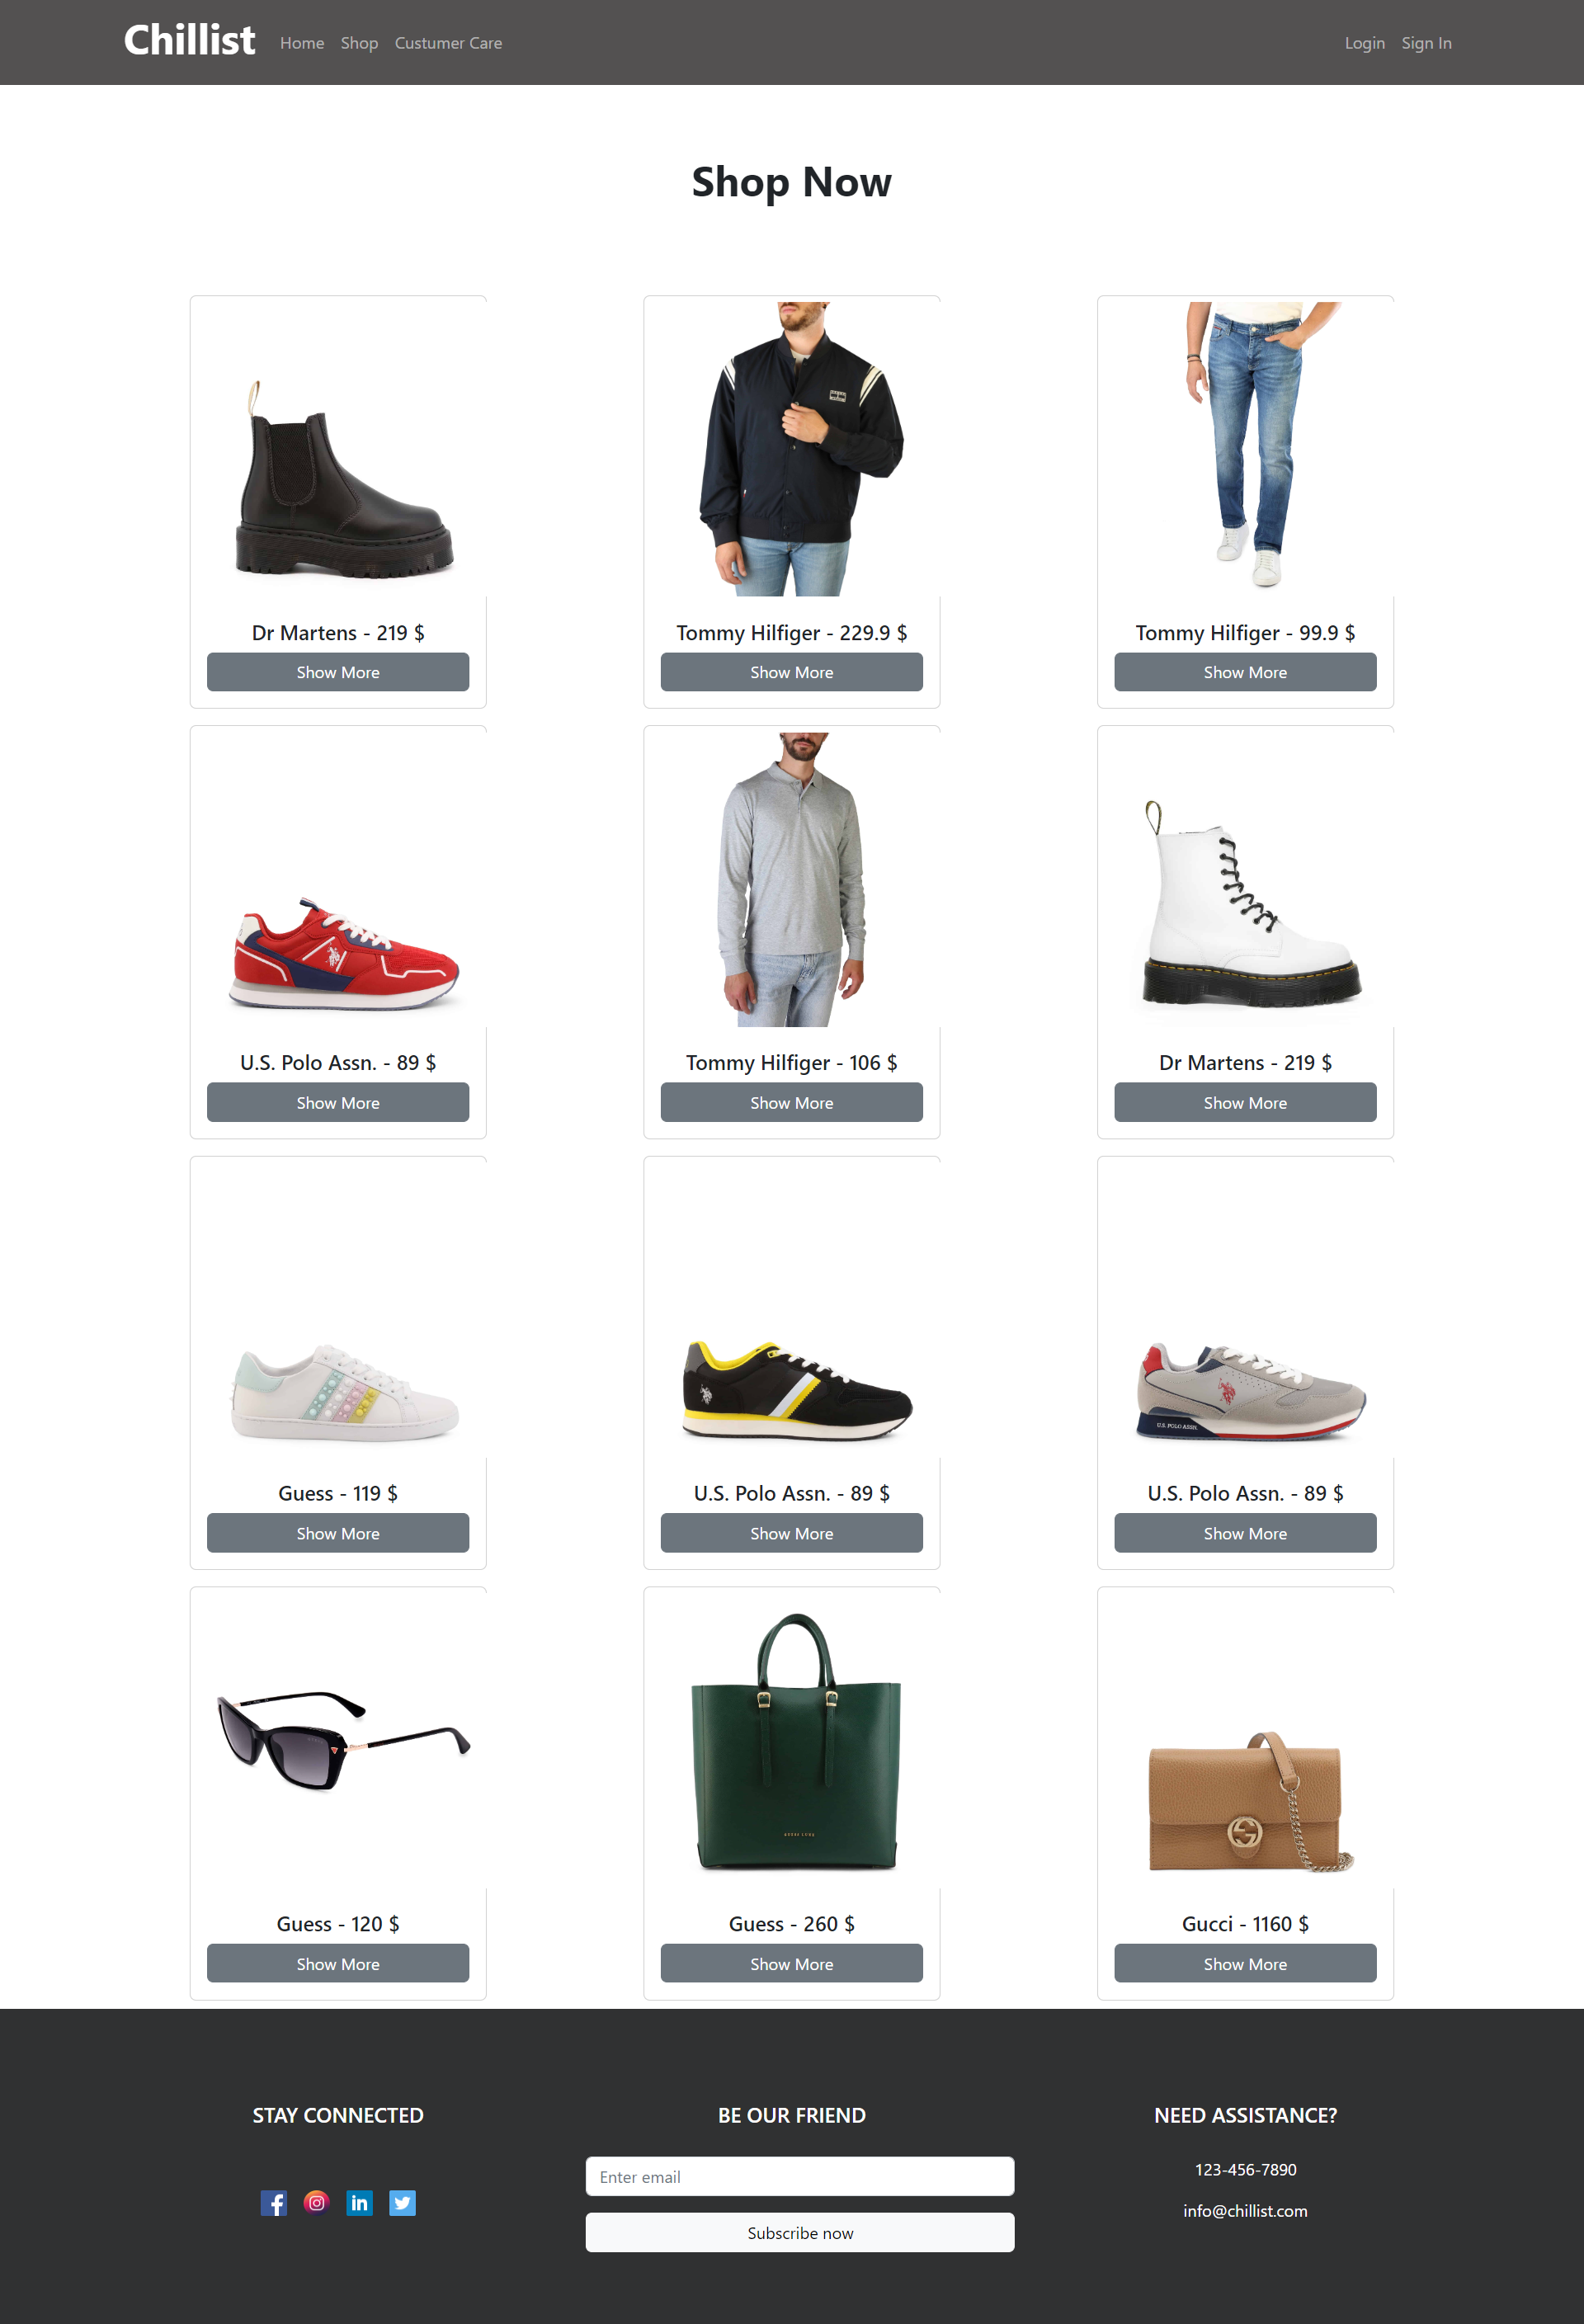 Chillist Home Shop Custumer Care Login Sign In
Shop Now
Dr Martens - 219 $
Show More
Tommy Hilfiger - 229.9 $
Show More
Tommy Hilfiger - 99.9 $
Show More
U.S. Polo Assn. - 89 $
Show More
Tommy Hilfiger - 106 $
Show More
Dr Martens - 219 $
Show More
Guess - 119 $
Show More
U.S. Polo Assn. - 89 $
Show More
U.S. POLO ASSN.
U.S. Polo Assn. - 89 $
Show More
Guess - 120 $
Show More
GUESS LUXE
Guess - 260 $
Show More
Gucci - 1160 $
Show More
STAY CONNECTED
BE OUR FRIEND
Enter email
Subscribe now
NEED ASSISTANCE?
123-456-7890
info@chillist.com